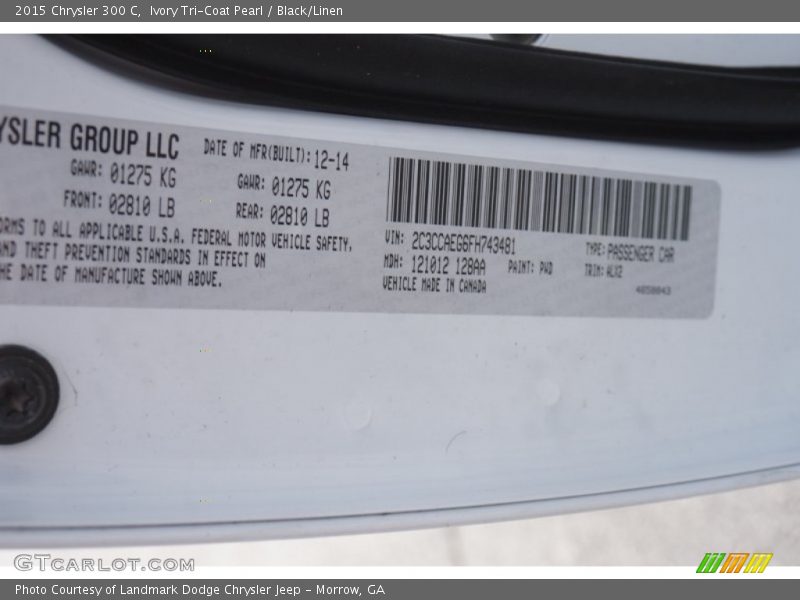 2015 Chrysler 300 C, Ivory Tri-Coat Pearl / Black/Linen
YSLER GROUP LLC
DATE OF MFR(BUILT): 12-14
GAWR: 01275 KG
GAWR: 01275 KG
FRONT: 02810 LB
REAR: 02810 LB
ORMS TO ALL APPLICABLE U.S.A. FEDERAL MOTOR VEHICLE SAFETY,
AND THEFT PREVENTION STANDARDS IN EFFECT ON
HE DATE OF MANUFACTURE SHOWN ABOVE.
VIN: 2C3CCAEG6FH743481
TYPE: PASSENGER CAR
MDH: 121012 128AA
PAINT: PWD
TRIM: ALX2
VEHICLE MADE IN CANADA
4650043
GTCARLOT.COM
Photo Courtesy of Landmark Dodge Chrysler Jeep - Morrow, GA